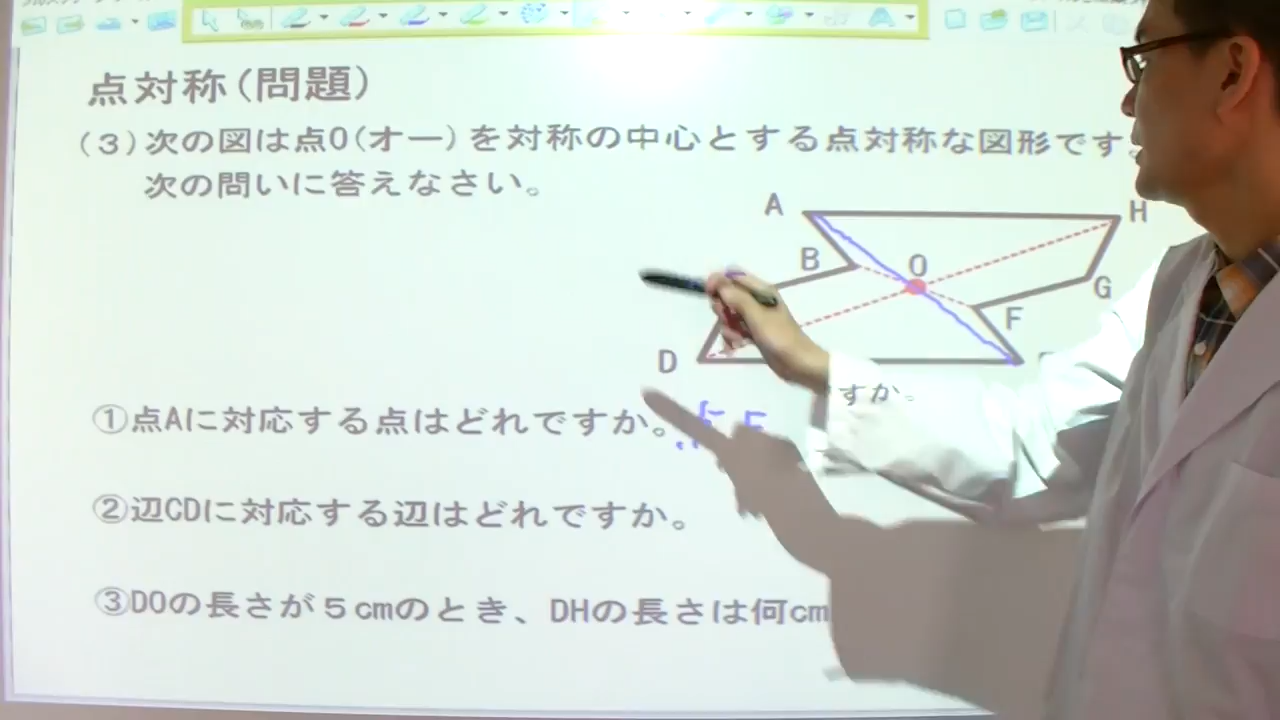 点対称(問題)
(3)次の図は点O(オー)を対称の中心とする点対称な図形です。
次の問いに答えなさい。
A
H
B
O
G
F
D
すか。
①点Aに対応する点はどれですか。点E
②辺CDに対応する辺はどれですか。
③DOの長さが5cmのとき、DHの長さは何cm